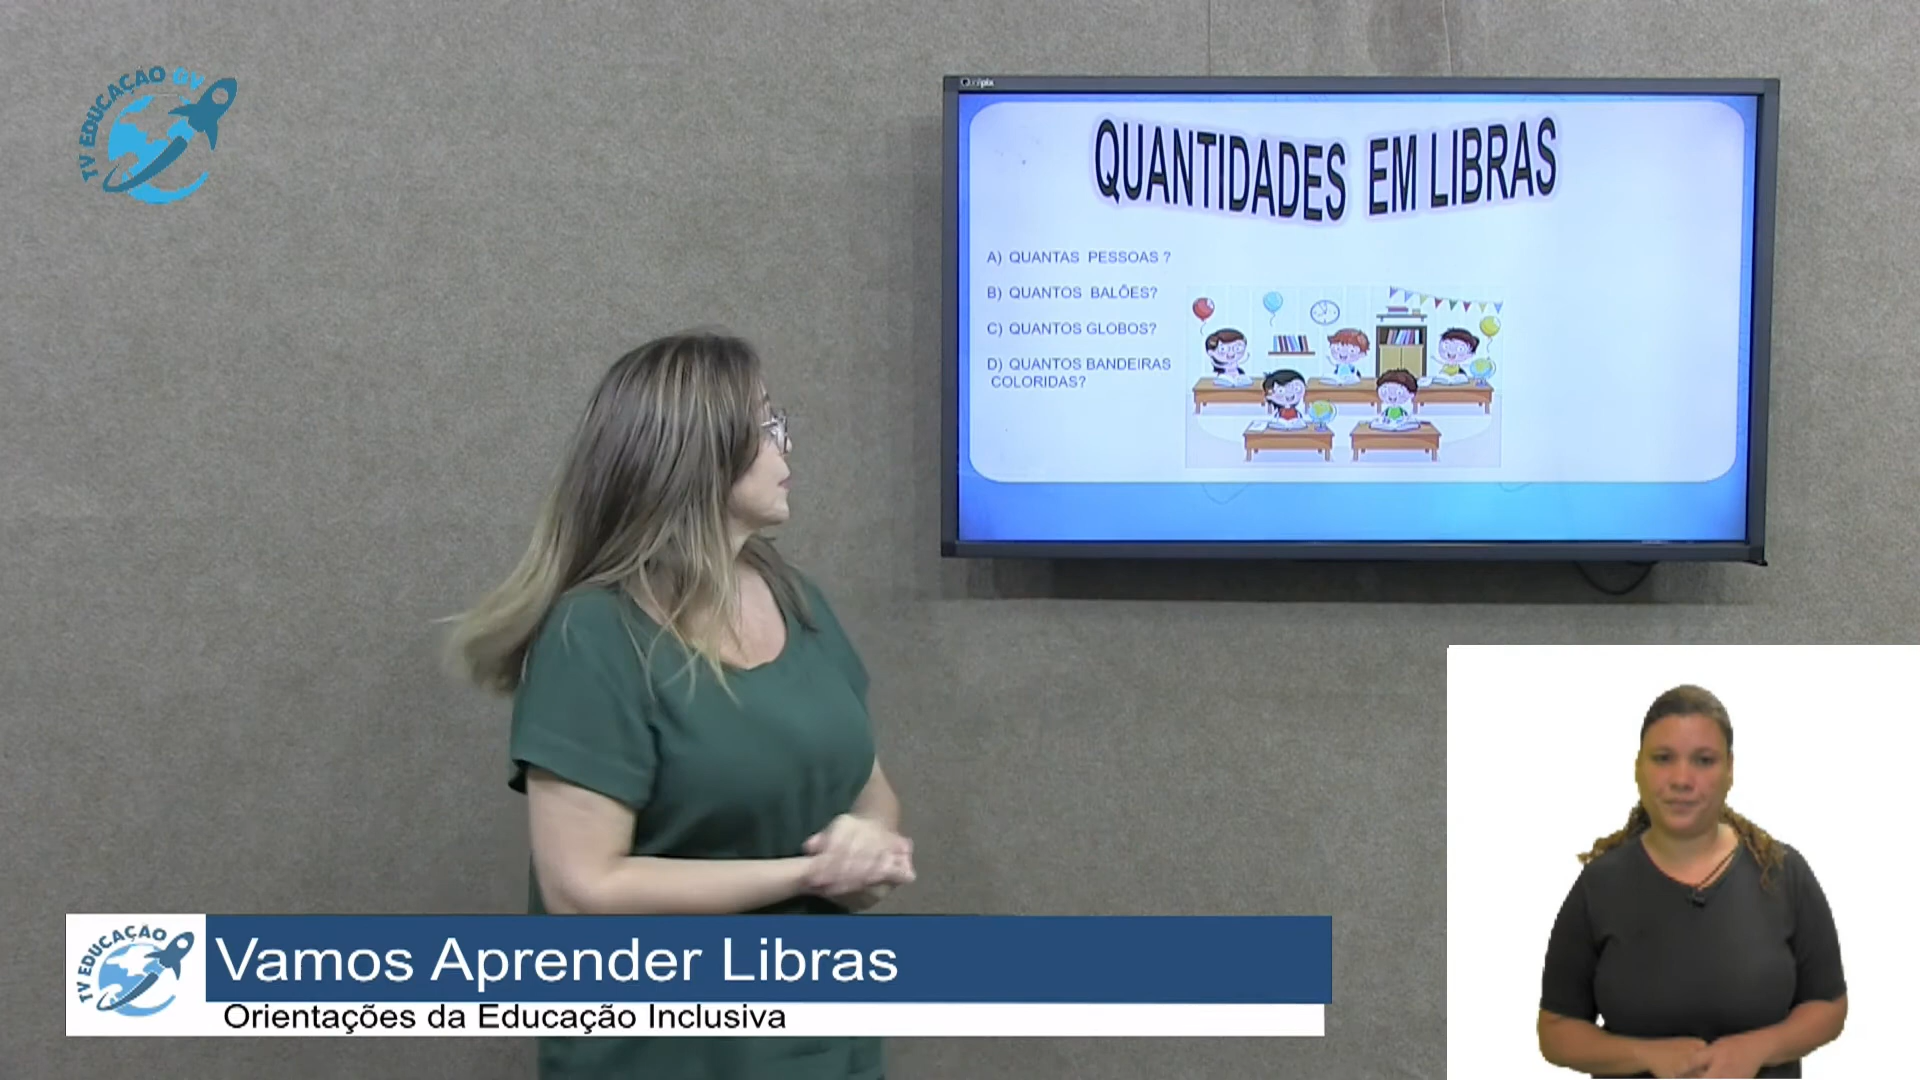 TV EDUCAÇÃO DV
QUANTIDADES EM LIBRAS
A) QUANTAS PESSOAS ?
B) QUANTOS BALÕES?
C) QUANTOS GLOBOS?
D) QUANTOS BANDEIRAS
COLORIDAS?
TV EDUCAÇÃO
Vamos Aprender Libras
Orientações da Educação Inclusiva